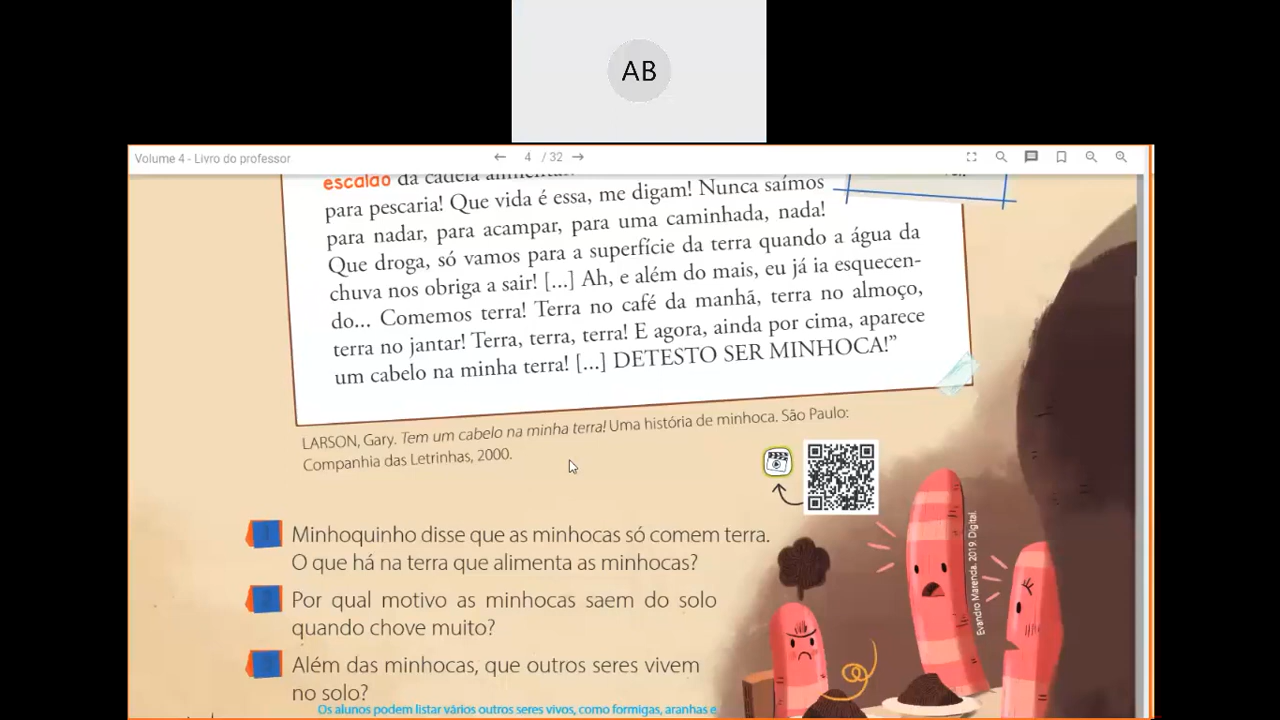 AB
Volume 4 - Livro do professor
4 / 32
escalão da cadeia
para pescaria! Que vida é essa, me digam! Nunca saímos
para nadar, para acampar, para uma caminhada, nada!
Que droga, só vamos para a superfície da terra quando a água da
chuva nos obriga a sair! [...] Ah, e além do mais, eu já ia esquecen-
do... Comemos terra! Terra no café da manhã, terra no almoço,
terra no jantar! Terra, terra, terra! E agora, ainda por cima, aparece
um cabelo na minha terra! [...] DETESTO SER MINHOCA!”
LARSON, Gary. Tem um cabelo na minha terra! Uma história de minhoca. São Paulo:
Companhia das Letrinhas, 2000.
Minhoquinho disse que as minhocas só comem terra.
O que há na terra que alimenta as minhocas?
Por qual motivo as minhocas saem do solo
quando chove muito?
Além das minhocas, que outros seres vivem
no solo?
Os alunos podem listar vários outros seres vivos, como formigas, aranhas e
Evandro Marenda. 2019. Digital.